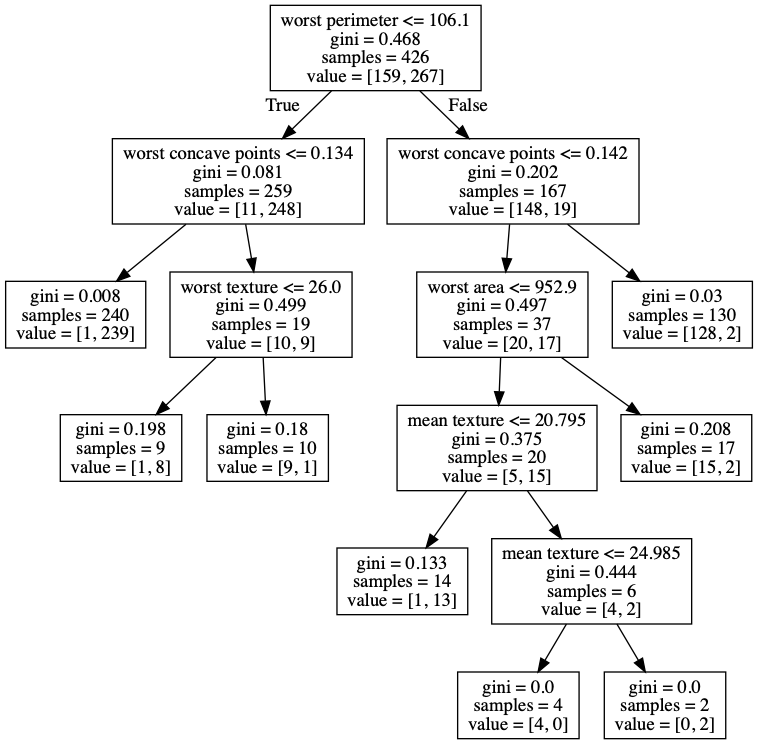 worst perimeter <= 106.1
gini = 0.468
samples = 426
value = [159, 267]
True
False
worst concave points <= 0.134
gini = 0.081
samples = 259
value = [11, 248]
worst concave points <= 0.142
gini = 0.202
samples = 167
value = [148, 19]
gini = 0.008
samples = 240
value = [1, 239]
worst texture <= 26.0
gini = 0.499
samples = 19
value = [10, 9]
worst area <= 952.9
gini = 0.497
samples = 37
value = [20, 17]
gini = 0.03
samples = 130
value = [128, 2]
gini = 0.198
samples = 9
value = [1, 8]
gini = 0.18
samples = 10
value = [9, 1]
mean texture <= 20.795
gini = 0.375
samples = 20
value = [5, 15]
gini = 0.208
samples = 17
value = [15, 2]
gini = 0.133
samples = 14
value = [1, 13]
mean texture <= 24.985
gini = 0.444
samples = 6
value = [4, 2]
gini = 0.0
samples = 4
value = [4, 0]
gini = 0.0
samples = 2
value = [0, 2]